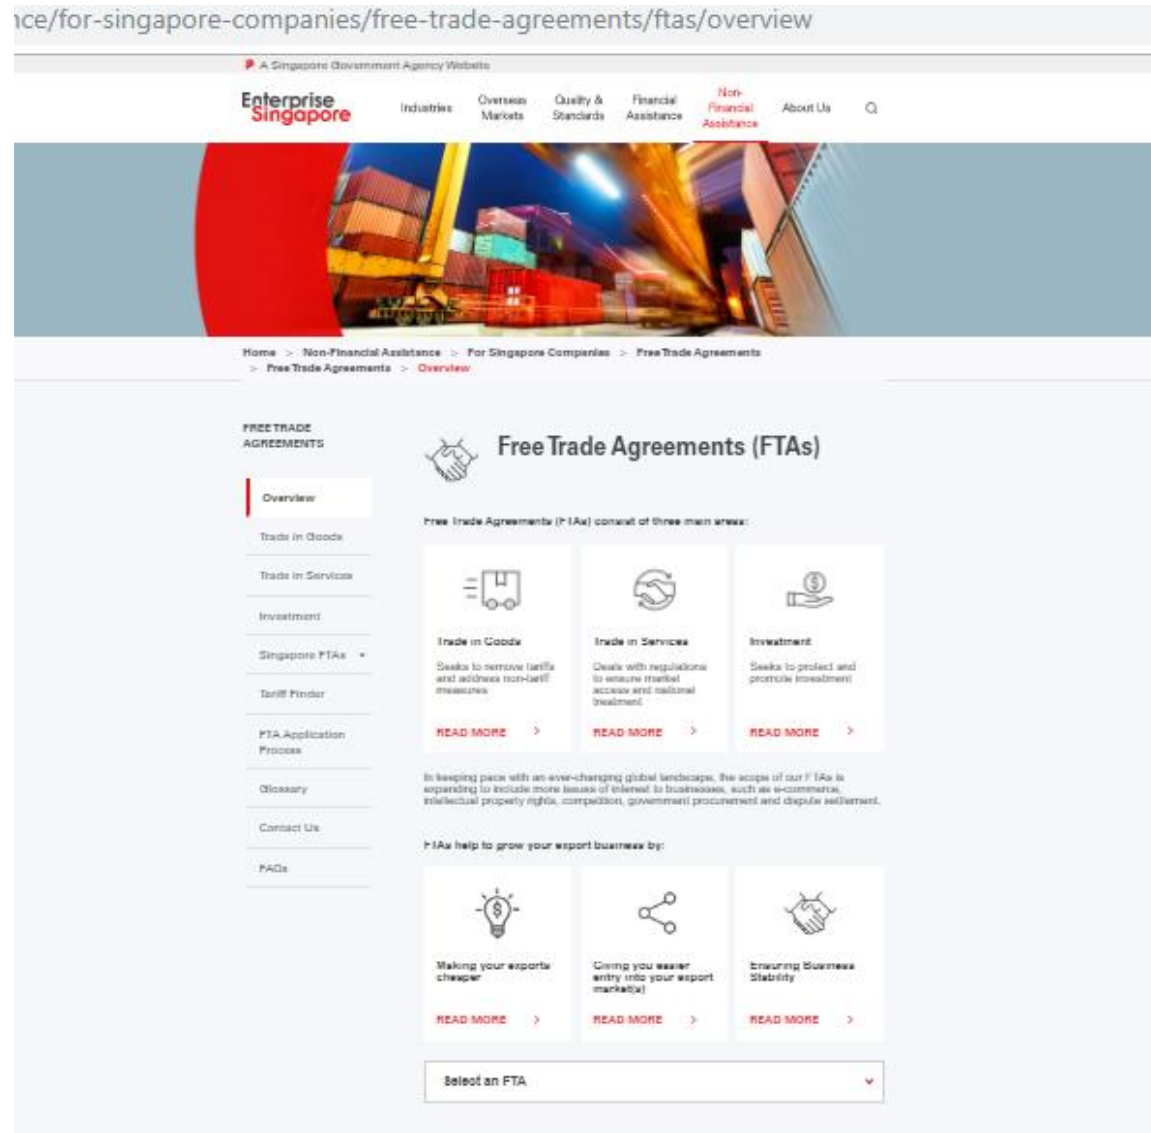 nce/for-singapore-companies/free-trade-agreements/ftas/overview
A Singapore Government Agency Website
Enterprise
Singapore
Industries
Overseas
Markets
Quality &
Standards
Financial
Assistance
Non-
Financial
Assistance
About Us
Home > Non-Financial Assistance > For Singapore Companies > Free Trade Agreements
> Free Trade Agreements > Overview
FREE TRADE
AGREEMENTS
Overview
Trade in Goods
Trade in Services
Investment
Singapore FTAs
Tariff Finder
FTA Application
Process
Glossary
Contact Us
FAQs
Free Trade Agreements (FTAs)
Free Trade Agreements (FTAs) consist of three main areas:
Trade in Goods
Seeks to remove tariffs
and address non-tariff
measures
READ MORE >
Trade in Services
Deals with regulations
to ensure market
access and national
treatment
READ MORE >
Investment
Seeks to protect and
promote investment
READ MORE >
In keeping pace with an ever-changing global landscape, the scope of our FTAs is
expanding to include more issues of interest to businesses, such as e-commerce,
intellectual property rights, competition, government procurement and dispute settlement.
FTAs help to grow your export business by:
Making your exports
cheaper
READ MORE >
Giving you easier
entry into your export
market(s)
READ MORE >
Ensuring Business
Stability
READ MORE >
Select an FTA